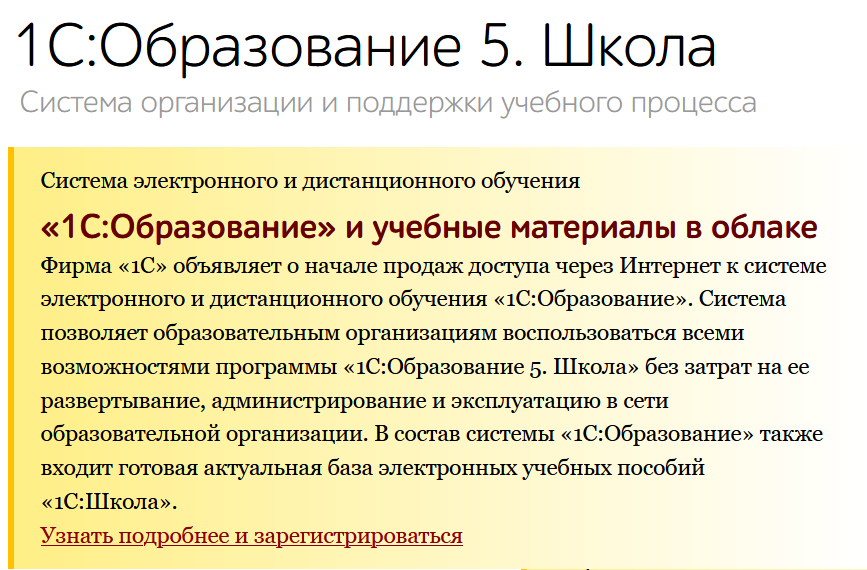 1С:Образование 5. Школа
Система организации и поддержки учебного процесса
Система электронного и дистанционного обучения
«1С:Образование» и учебные материалы в облаке
Фирма «1С» объявляет о начале продаж доступа через Интернет к системе
электронного и дистанционного обучения «1С:Образование». Система
позволяет образовательным организациям воспользоваться всеми
возможностями программы «1С:Образование 5. Школа» без затрат на ее
развертывание, администрирование и эксплуатацию в сети
образовательной организации. В состав системы «1С:Образование» также
входит готовая актуальная база электронных учебных пособий
«1С:Школа».
Узнать подробнее и зарегистрироваться